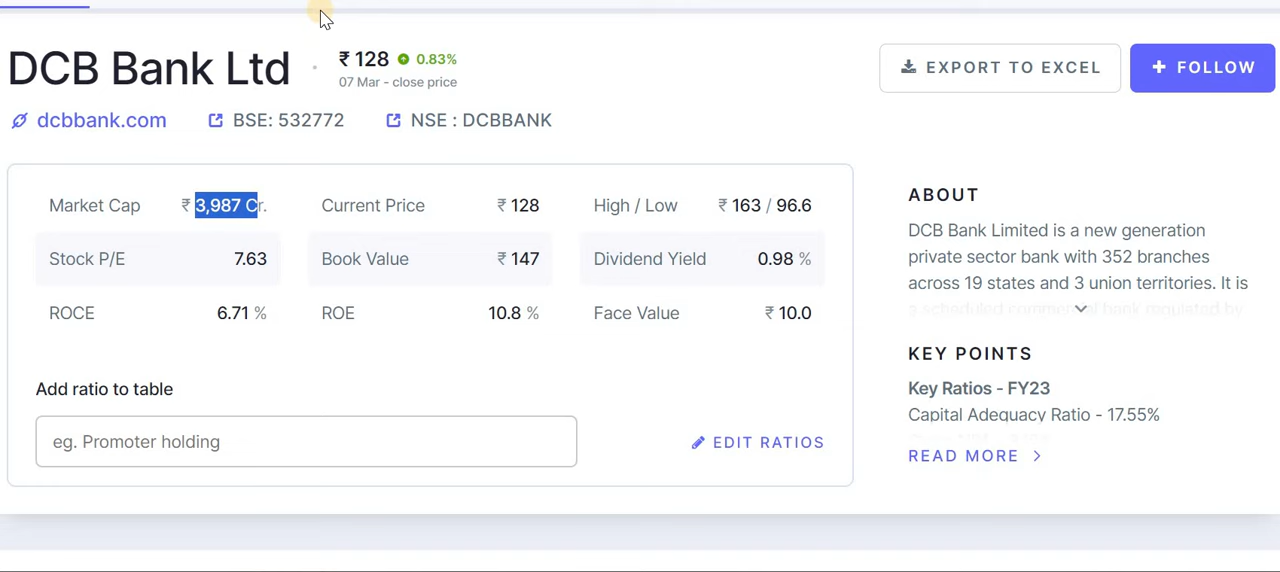 DCB Bank Ltd
₹ 128 0.83%
07 Mar - close price
EXPORT TO EXCEL
FOLLOW
dcbbank.com
BSE: 532772
NSE : DCBBANK
Market Cap ₹ 3,987 Cr.
Current Price ₹ 128
High / Low ₹ 163 / 96.6
Stock P/E 7.63
Book Value ₹ 147
Dividend Yield 0.98 %
ROCE 6.71 %
ROE 10.8 %
Face Value ₹ 10.0
Add ratio to table
eg. Promoter holding
EDIT RATIOS
ABOUT
DCB Bank Limited is a new generation
private sector bank with 352 branches
across 19 states and 3 union territories. It is
a scheduled commercial bank regulated by
KEY POINTS
Key Ratios - FY23
Capital Adequacy Ratio - 17.55%
READ MORE